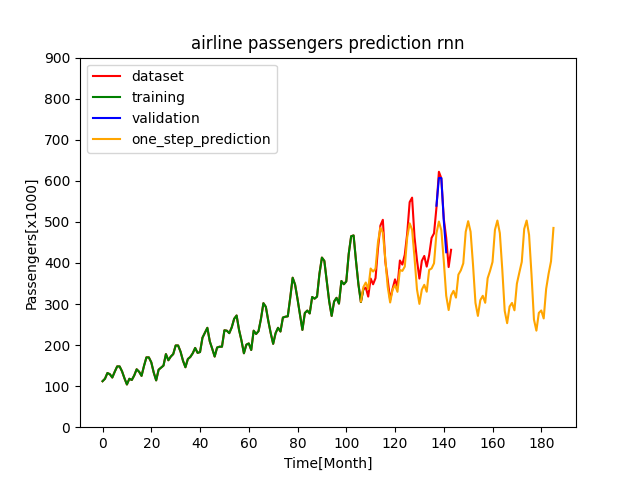 airline passengers prediction rnn
Passengers[x1000]
900
800
700
600
500
400
300
200
100
0
dataset
training
validation
one_step_prediction
0 20 40 60 80 100 120 140 160 180
Time[Month]